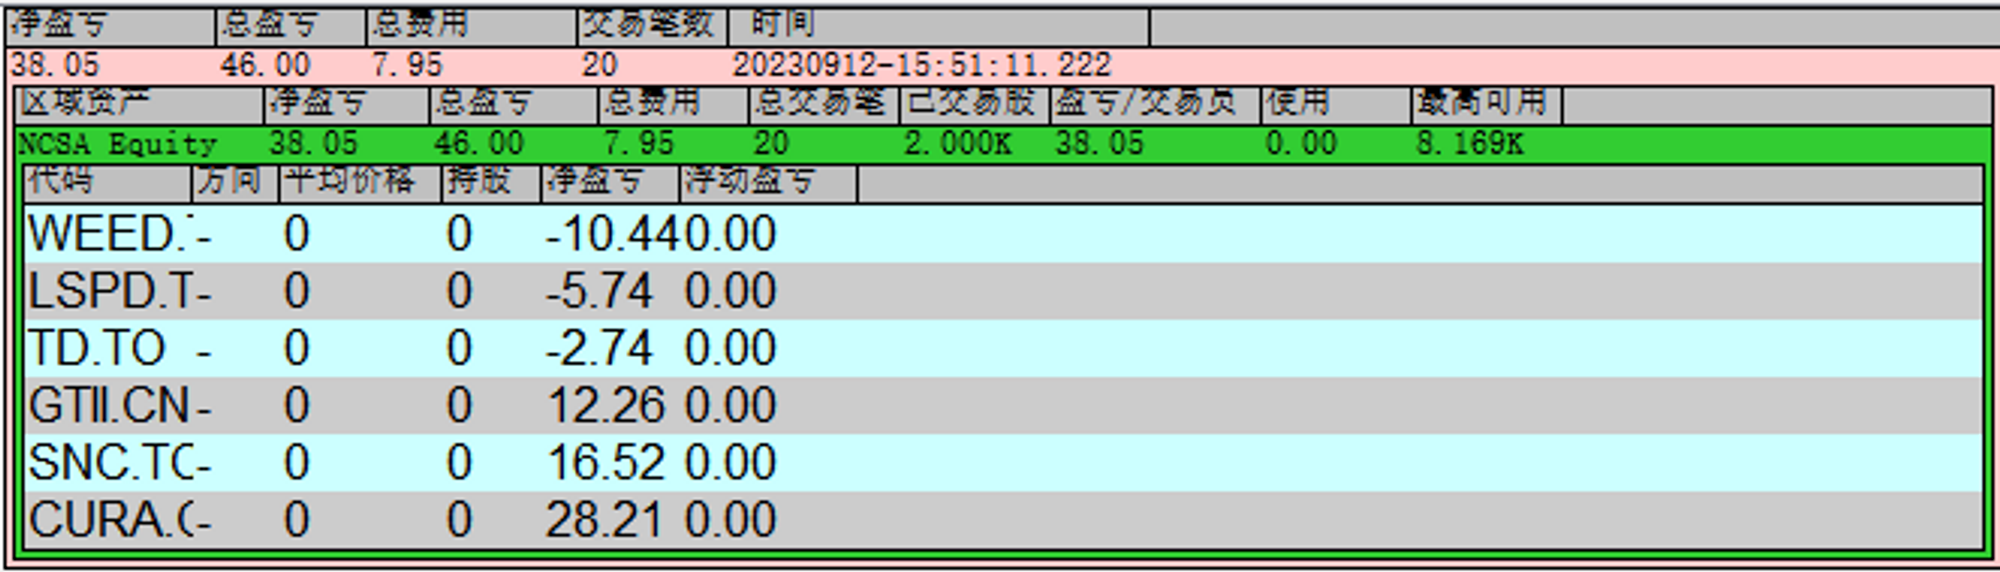 净盈亏 总盈亏 总费用 交易笔数 时间
38.05 46.00 7.95 20 20230912-15:51:11.222
区域资产 净盈亏 总盈亏 总费用 总交易笔 已交易股 盈亏/交易员 使用 最高可用
NCSA Equity 38.05 46.00 7.95 20 2.000K 38.05 0.00 8.169K
代码 方向 平均价格 持股 净盈亏 浮动盈亏
WEED. - 0 0 -10.44 0.00
LSPD.T - 0 0 -5.74 0.00
TD.TO - 0 0 -2.74 0.00
GTII.CN - 0 0 12.26 0.00
SNC.TO - 0 0 16.52 0.00
CURA. - 0 0 28.21 0.00